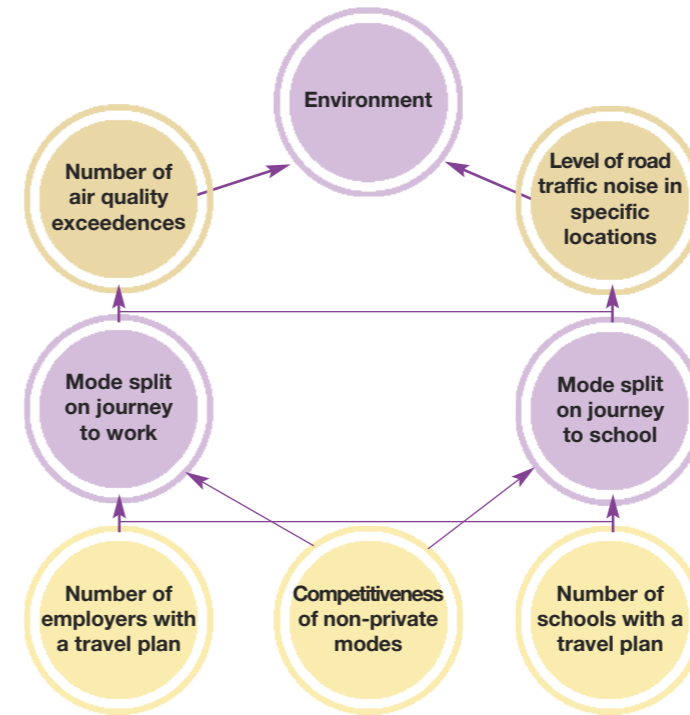 Environment
Number of
air quality
exceedences
Level of road
traffic noise in
specific
locations
Mode split
on journey
to work
Mode split
on journey
to school
Number of
employers with
a travel plan
Competitiveness
of non-private
modes
Number of
schools with a
travel plan